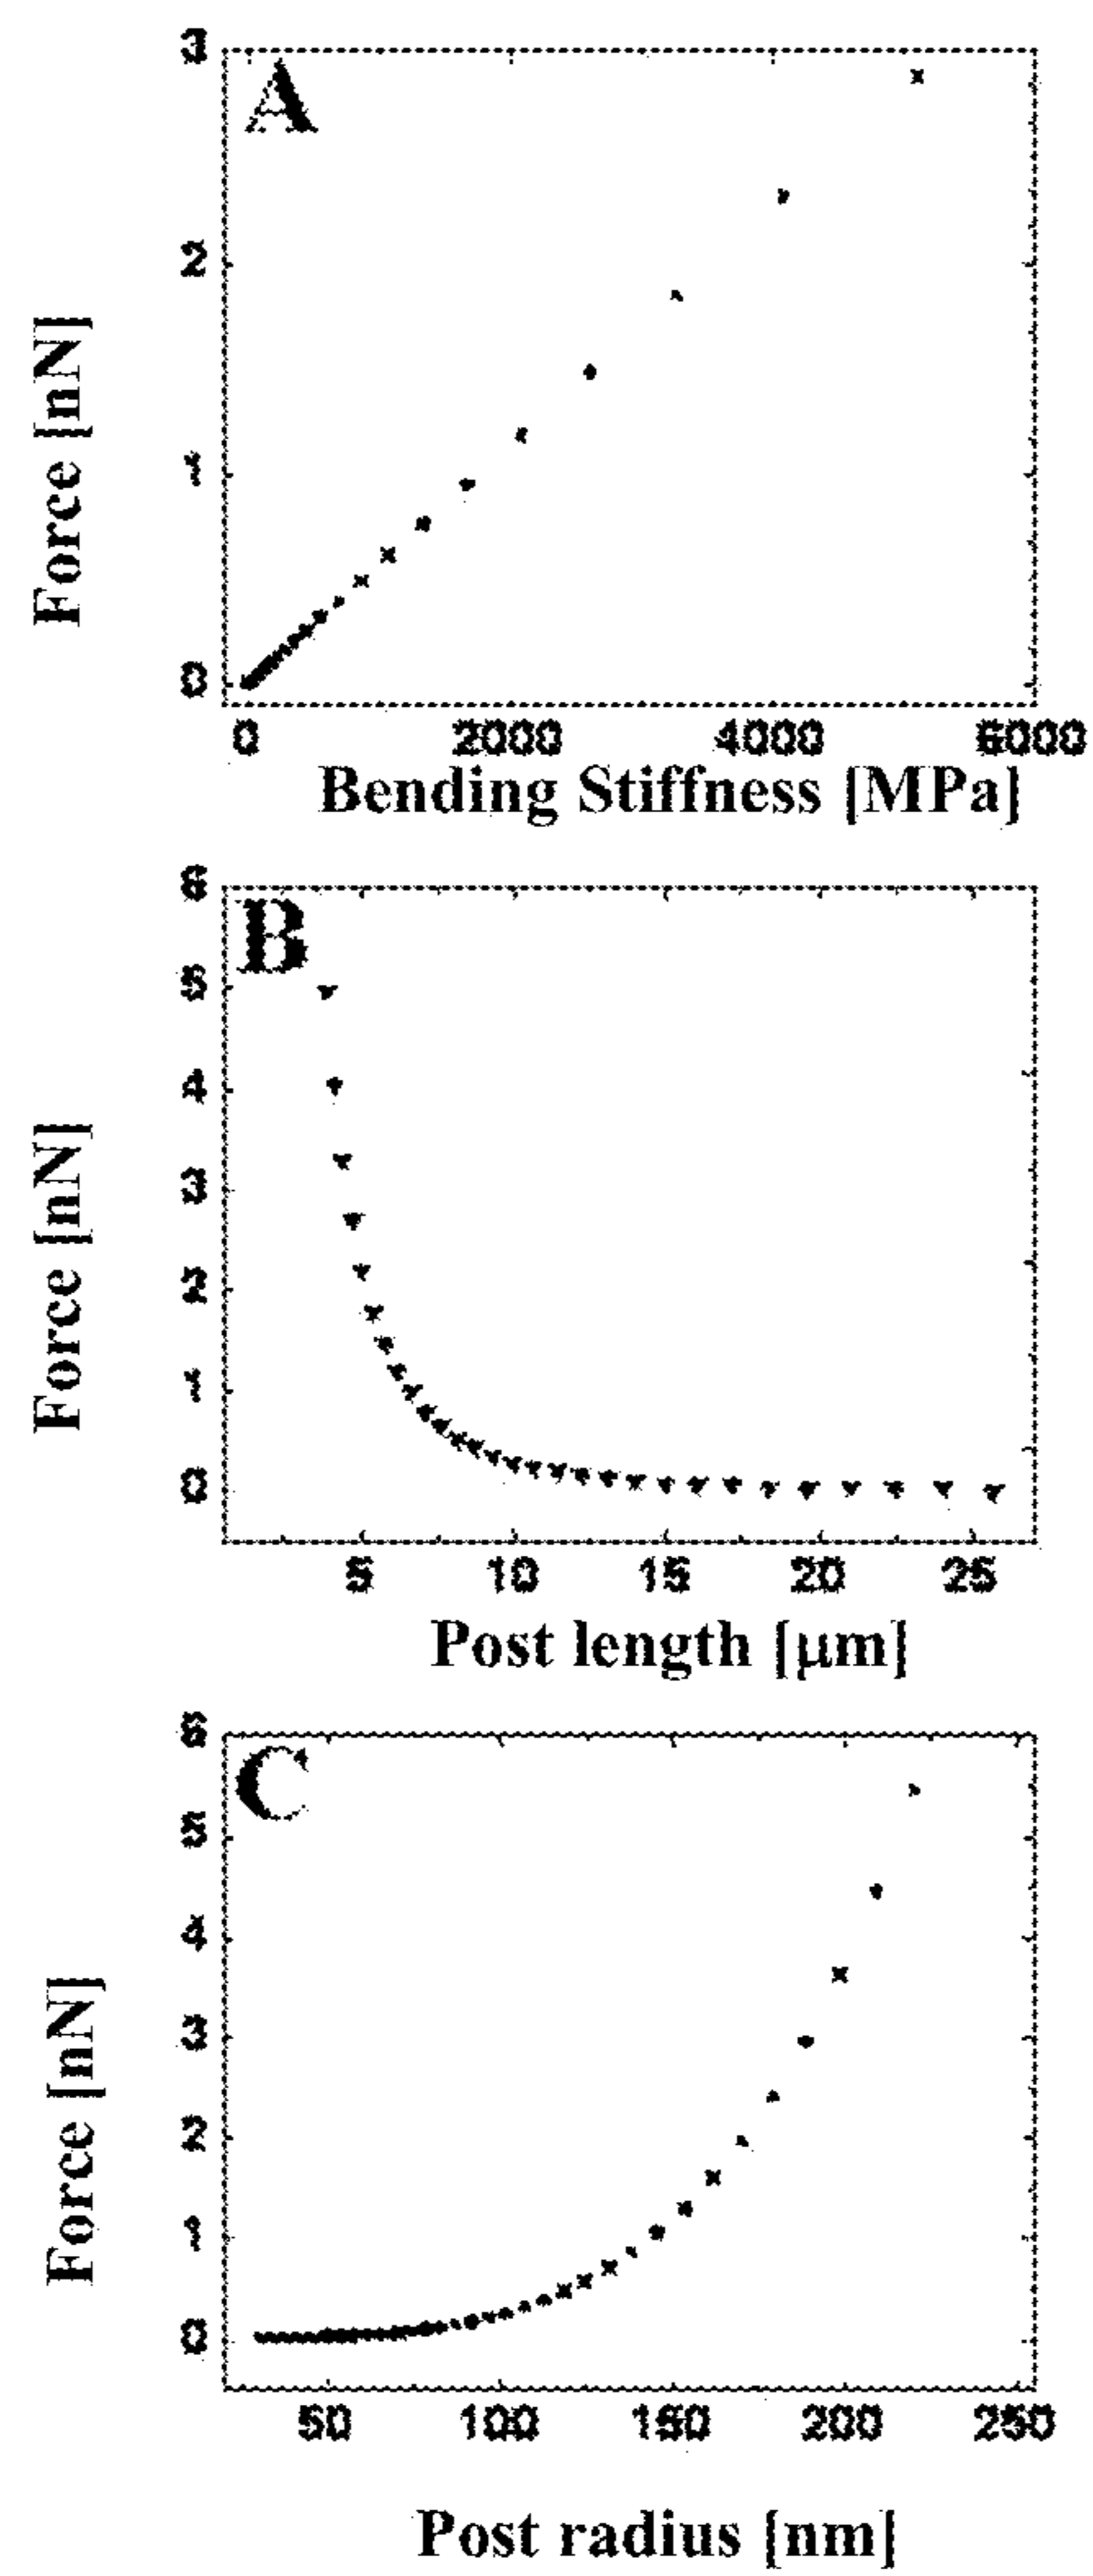 A
3
2
1
0
Force [nN]
0 2000 4000 6000
Bending Stiffness [MPa]
B
6
5
4
3
2
1
0
Force [nN]
5 10 15 20 25
Post length [μm]
C
6
5
4
3
2
1
0
Force [nN]
50 100 150 200 250
Post radius [nm]